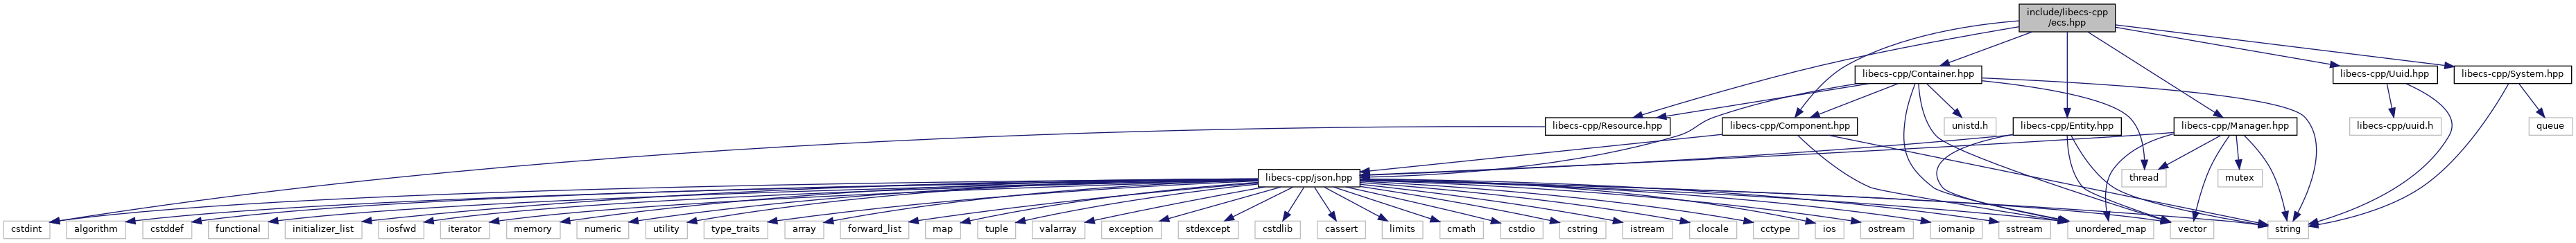 include/libecs-cpp
/ecs.hpp
libecs-cpp/Container.hpp
libecs-cpp/Uuid.hpp
libecs-cpp/System.hpp
libecs-cpp/Resource.hpp
libecs-cpp/Component.hpp
unistd.h
libecs-cpp/Entity.hpp
libecs-cpp/Manager.hpp
libecs-cpp/uuid.h
queue
libecs-cpp/json.hpp
thread
mutex
cstdint
algorithm
cstddef
functional
initializer_list
iosfwd
iterator
memory
numeric
utility
type_traits
array
forward_list
map
tuple
valarray
exception
stdexcept
cstdlib
cassert
limits
cmath
cstdio
cstring
istream
clocale
cctype
ios
ostream
iomanip
sstream
unordered_map
vector
string